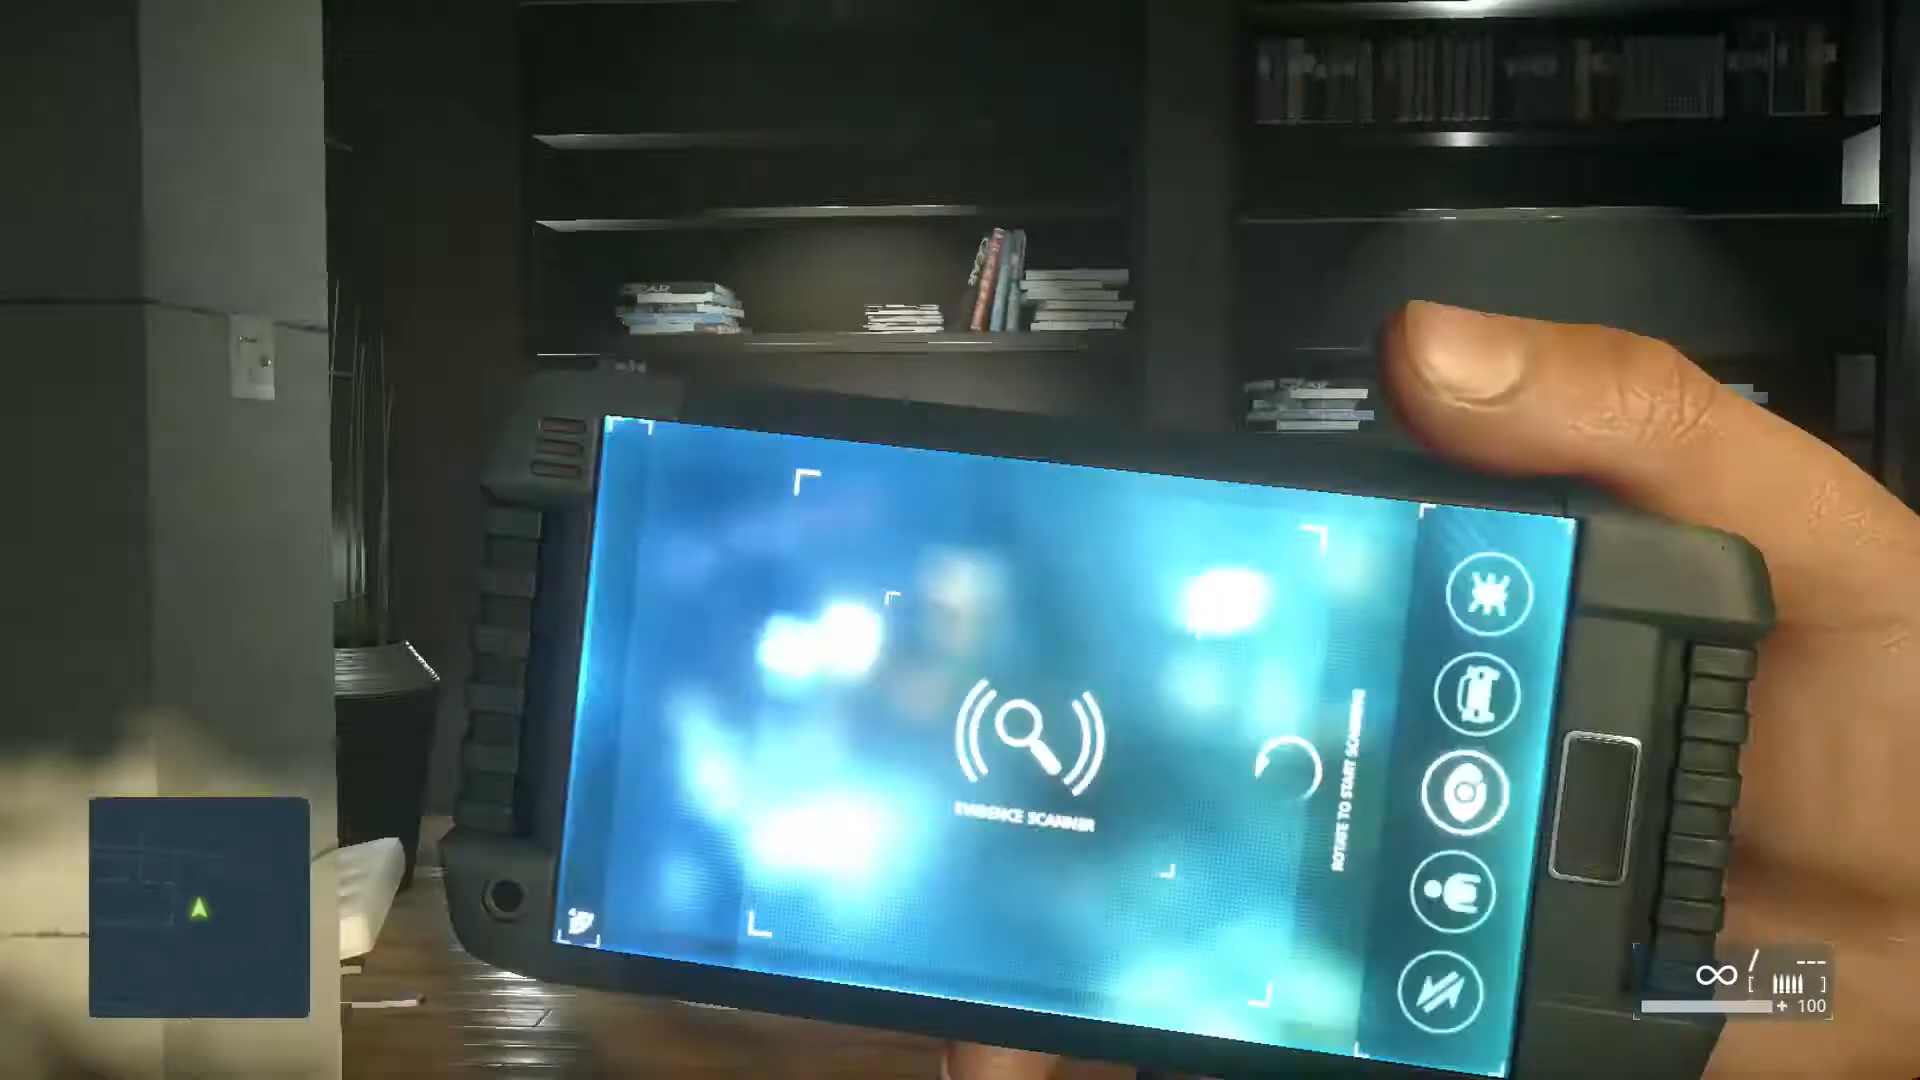 EVIDENCE SCANNER
ROTATE TO START SCANNING
∞
+ 100